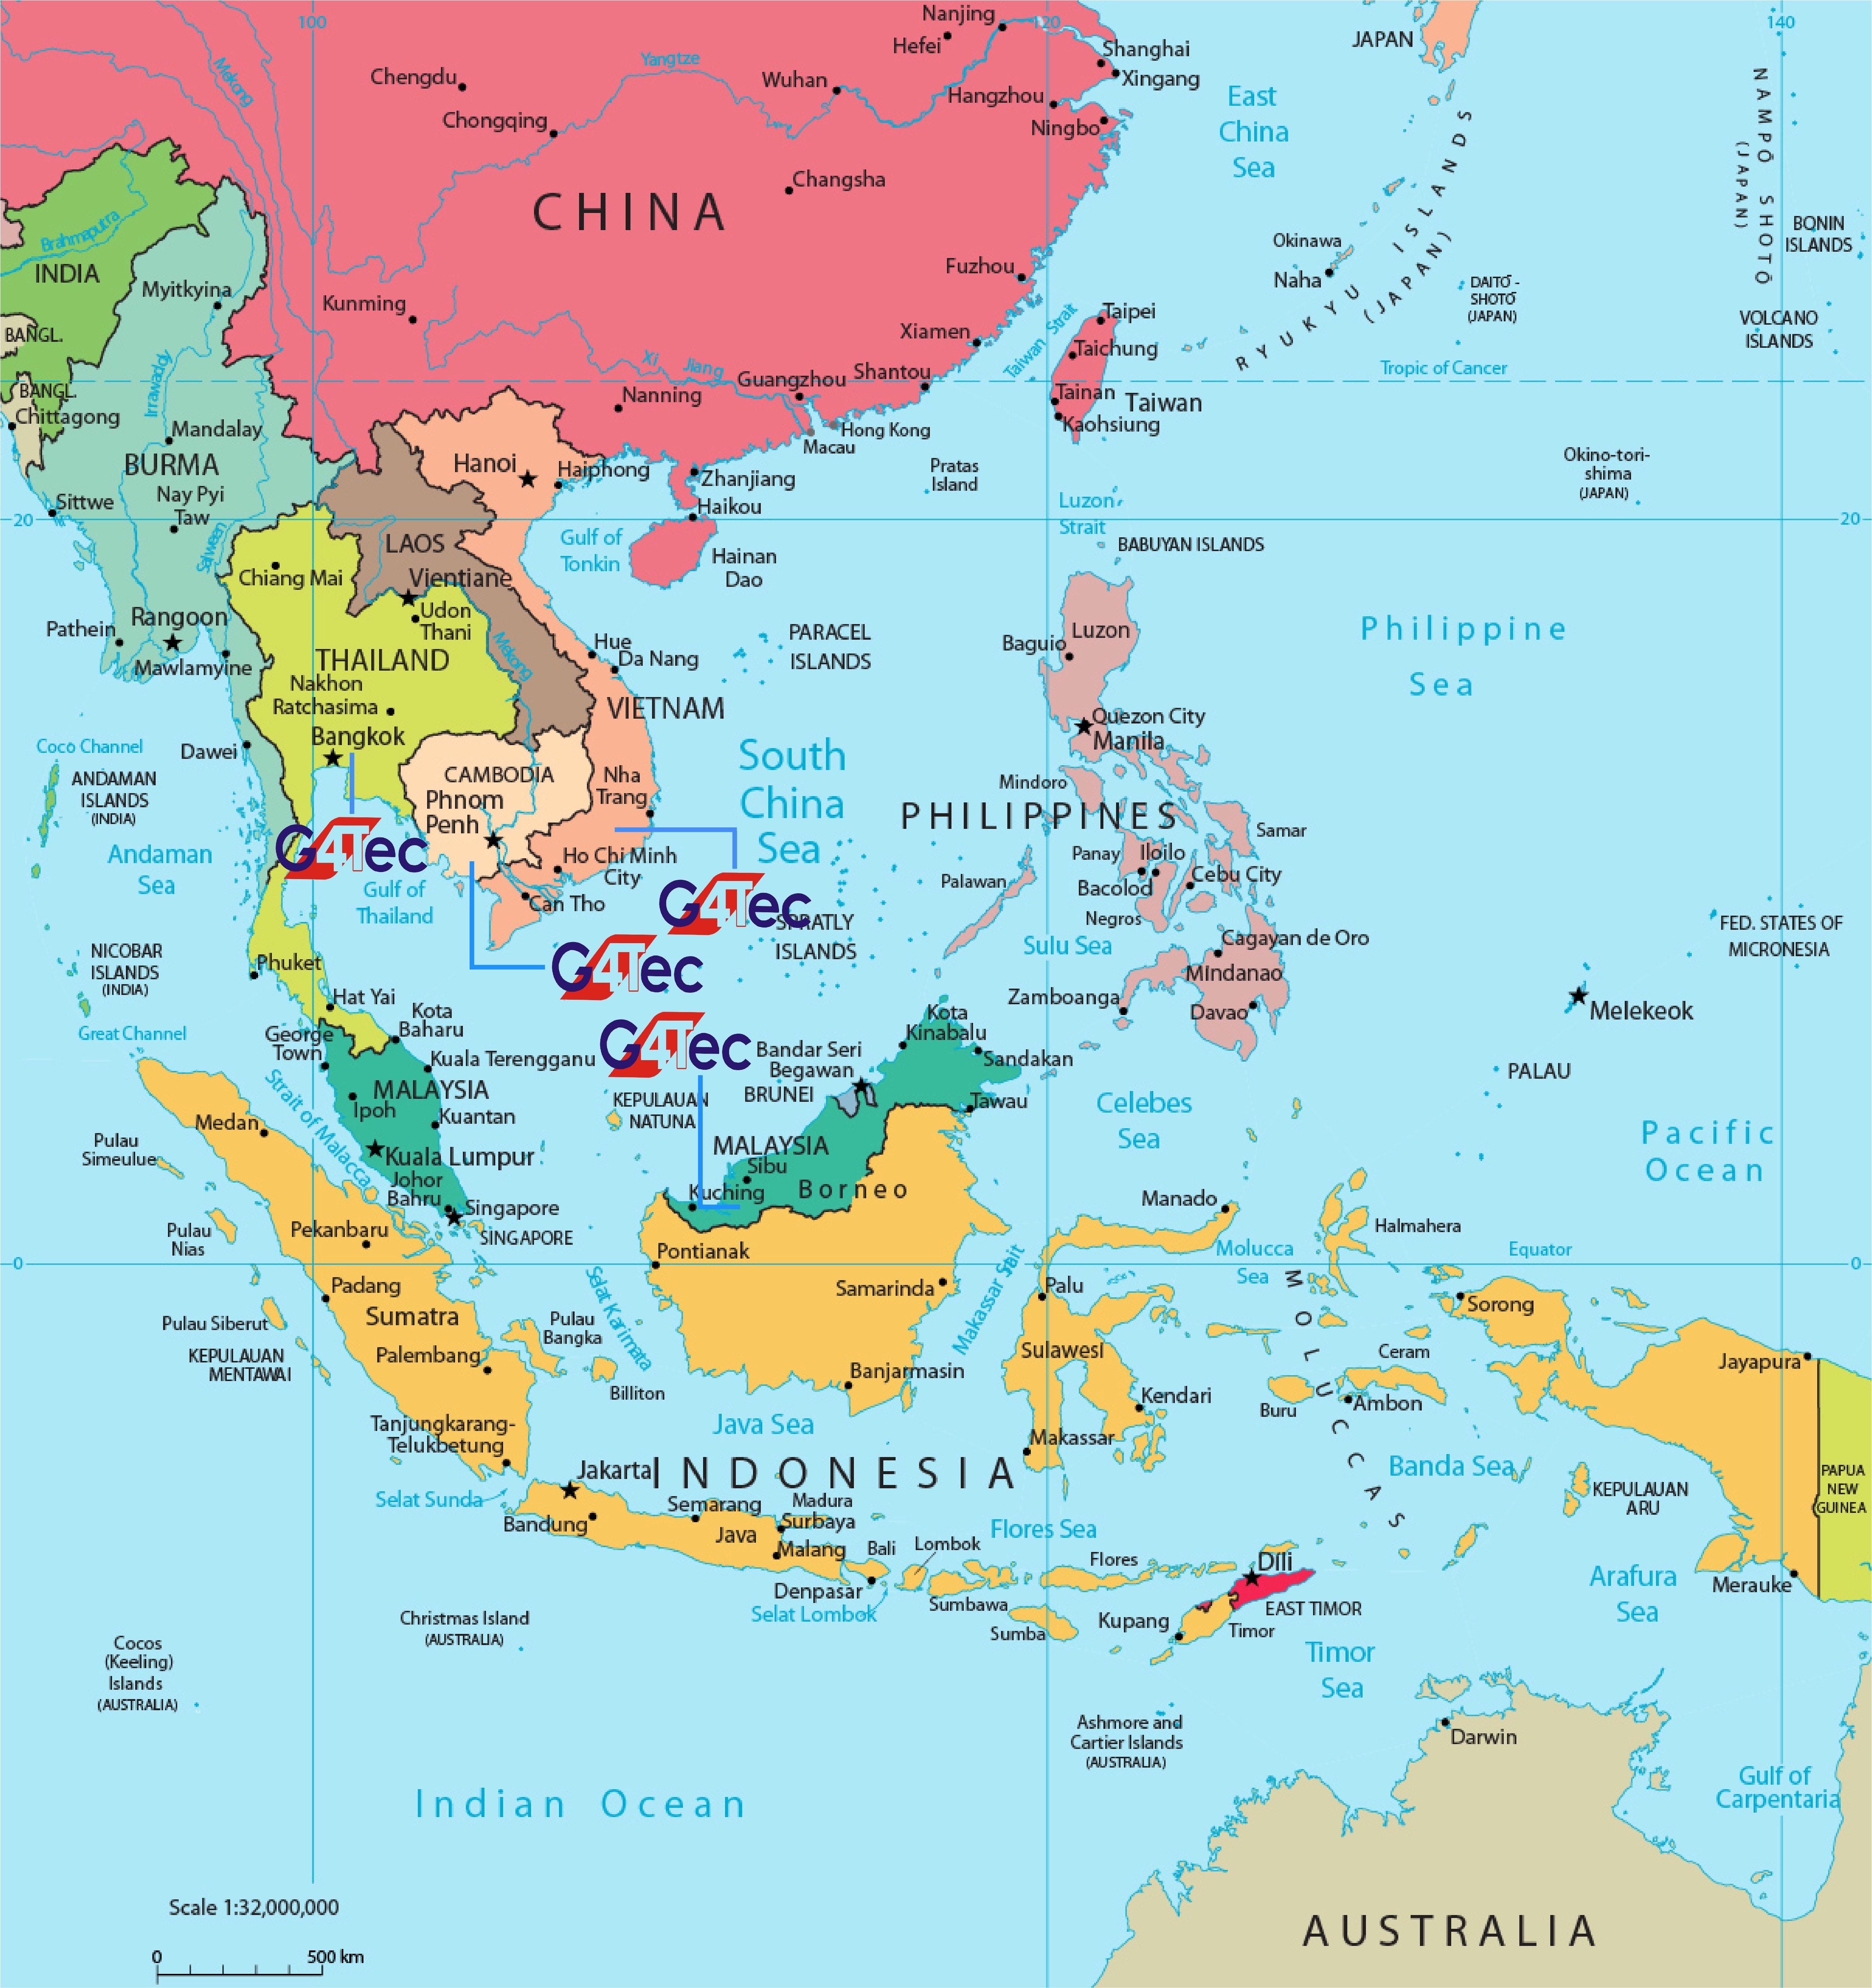 100
120
140
Nanjing
Hefei
JAPAN
Mekong
Chengdu
Yangtze
Wuhan
Shanghai
Xingang
Hangzhou
Chongqing
Ningbo
East
China
Sea
NAMPŌ SHOTŌ
(JAPAN)
Changsha
CHINA
RYUKYU ISLANDS
(JAPAN)
Brahmaputra
INDIA
Myitkyina
Kunming
Fuzhou
Okinawa
Naha
BONIN
ISLANDS
DAITŌ-
SHOTŌ
(JAPAN)
VOLCANO
ISLANDS
BANGL.
Xiamen
Taiwan Strait
Taipei
Taichung
Irrawaddy
Xi Jiang
Guangzhou
Shantou
Tropic of Cancer
BANGL.
Chittagong
Nanning
Tainan
Taiwan
Kaohsiung
Mandalay
Hong Kong
Macau
BURMA
Hanoi
Haiphong
Zhanjiang
Pratas
Island
Okino-tori-
shima
(JAPAN)
Sittwe
Nay Pyi
Taw
Haikou
Luzon
Strait
20
20
Salween
LAOS
Gulf of
Tonkin
Hainan
Dao
BABUYAN ISLANDS
Chiang Mai
Vientiane
Udon
Thani
Rangoon
Pathein
Mawlamyine
Mekong
Hue
Da Nang
PARACEL
ISLANDS
Baguio
Luzon
Philippine
Sea
THAILAND
Nakhon
Ratchasima
VIETNAM
Bangkok
Quezon City
Manila
Coco Channel
Dawei
ANDAMAN
ISLANDS
(INDIA)
CAMBODIA
Phnom
Penh
Nha
Trang
South
China
Sea
Mindoro
PHILIPPINES
Andaman
Sea
G4Tec
Gulf of
Thailand
Ho Chi Minh
City
Can Tho
G4Tec
SPRATLY
ISLANDS
Palawan
Panay
Iloilo
Samar
Bacolod
Cebu City
Negros
Sulu Sea
FED. STATES OF
MICRONESIA
NICOBAR
ISLANDS
(INDIA)
Phuket
G4Tec
Cagayan de Oro
Mindanao
Zamboanga
Davao
Melekeok
Hat Yai
Kota
Baharu
Great Channel
George
Town
Kuala Terengganu
G4Tec
Bandar Seri
Begawan
BRUNEI
Kota
Kinabalu
Sandakan
PALAU
MALAYSIA
Ipoh
Kuantan
KEPULAUAN
NATUNA
Tawau
Celebes
Sea
Medan
Strait of Malacca
Pulau
Simeulue
Kuala Lumpur
MALAYSIA
Sibu
Kuching
Borneo
Pacific
Ocean
Johor
Bahru
Singapore
SINGAPORE
Manado
Pulau
Nias
Pekanbaru
Halmahera
Pontianak
Molucca
Sea
Equator
0
0
Padang
Selat Karimata
Samarinda
Makassar Strait
Palu
MOLUCCAS
Sorong
Sumatra
Pulau Siberut
Pulau
Bangka
KEPULAUAN
MENTAWAI
Palembang
Sulawesi
Ceram
Jayapura
Billiton
Banjarmasin
Kendari
Buru
Ambon
Tanjungkarang-
Telukbetung
Java Sea
Makassar
Banda Sea
Jakarta
INDONESIA
PAPUA
NEW
GUINEA
KEPULAUAN
ARU
Selat Sunda
Bandung
Semarang
Madura
Surbaya
Java
Malang
Bali
Lombok
Flores Sea
Flores
Dili
Denpasar
Selat Lombok
Sumbawa
EAST TIMOR
Arafura
Sea
Merauke
Christmas Island
(AUSTRALIA)
Sumba
Kupang
Timor
Timor
Sea
Cocos
(Keeling)
Islands
(AUSTRALIA)
Ashmore and
Cartier Islands
(AUSTRALIA)
Darwin
Gulf of
Carpentaria
Indian Ocean
Scale 1:32,000,000
AUSTRALIA
0
500 km